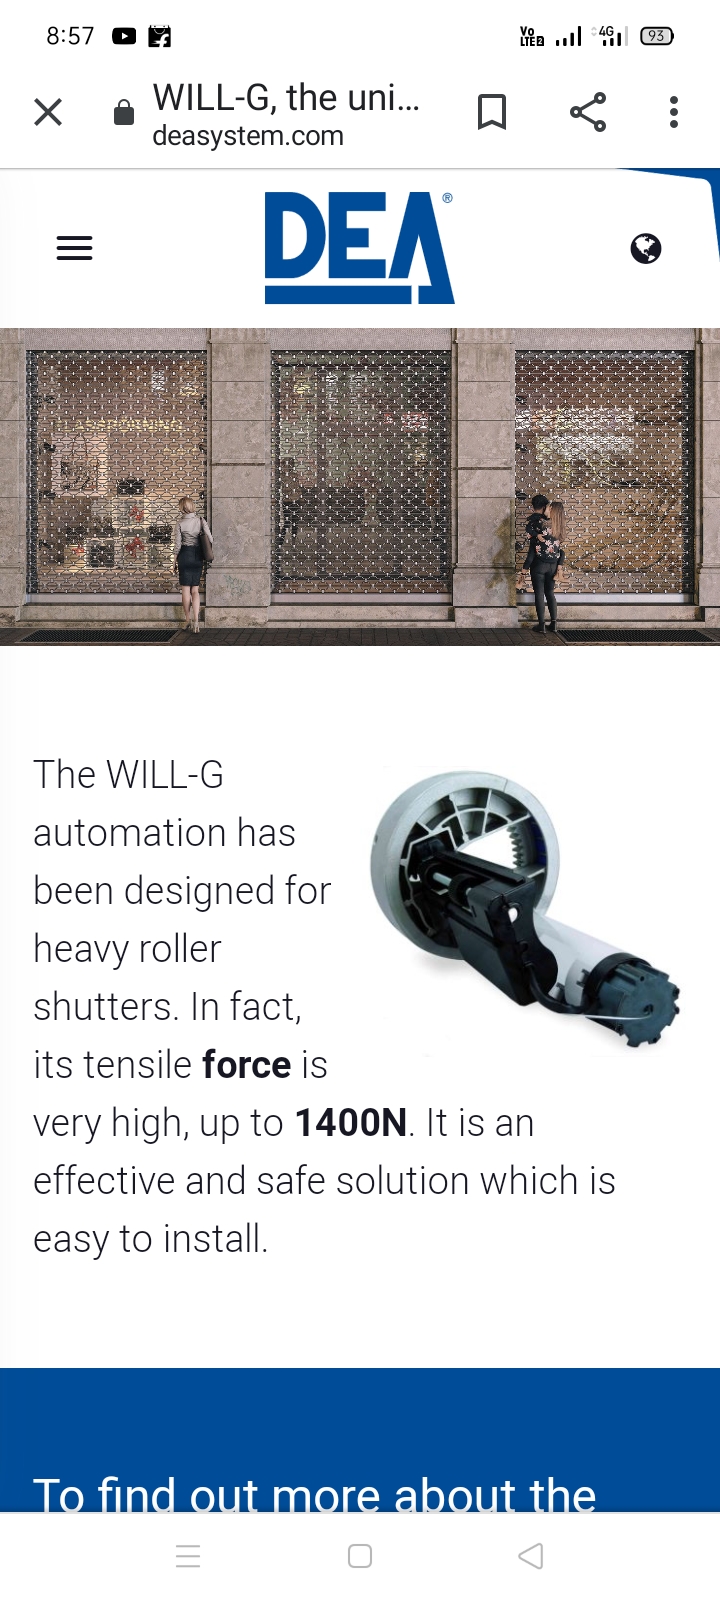 8:57
Vo
LTE2
4G
93
WILL-G, the uni...
deasystem.com
DEA®
The WILL-G
automation has
been designed for
heavy roller
shutters. In fact,
its tensile force is
very high, up to 1400N. It is an
effective and safe solution which is
easy to install.
To find out more about the